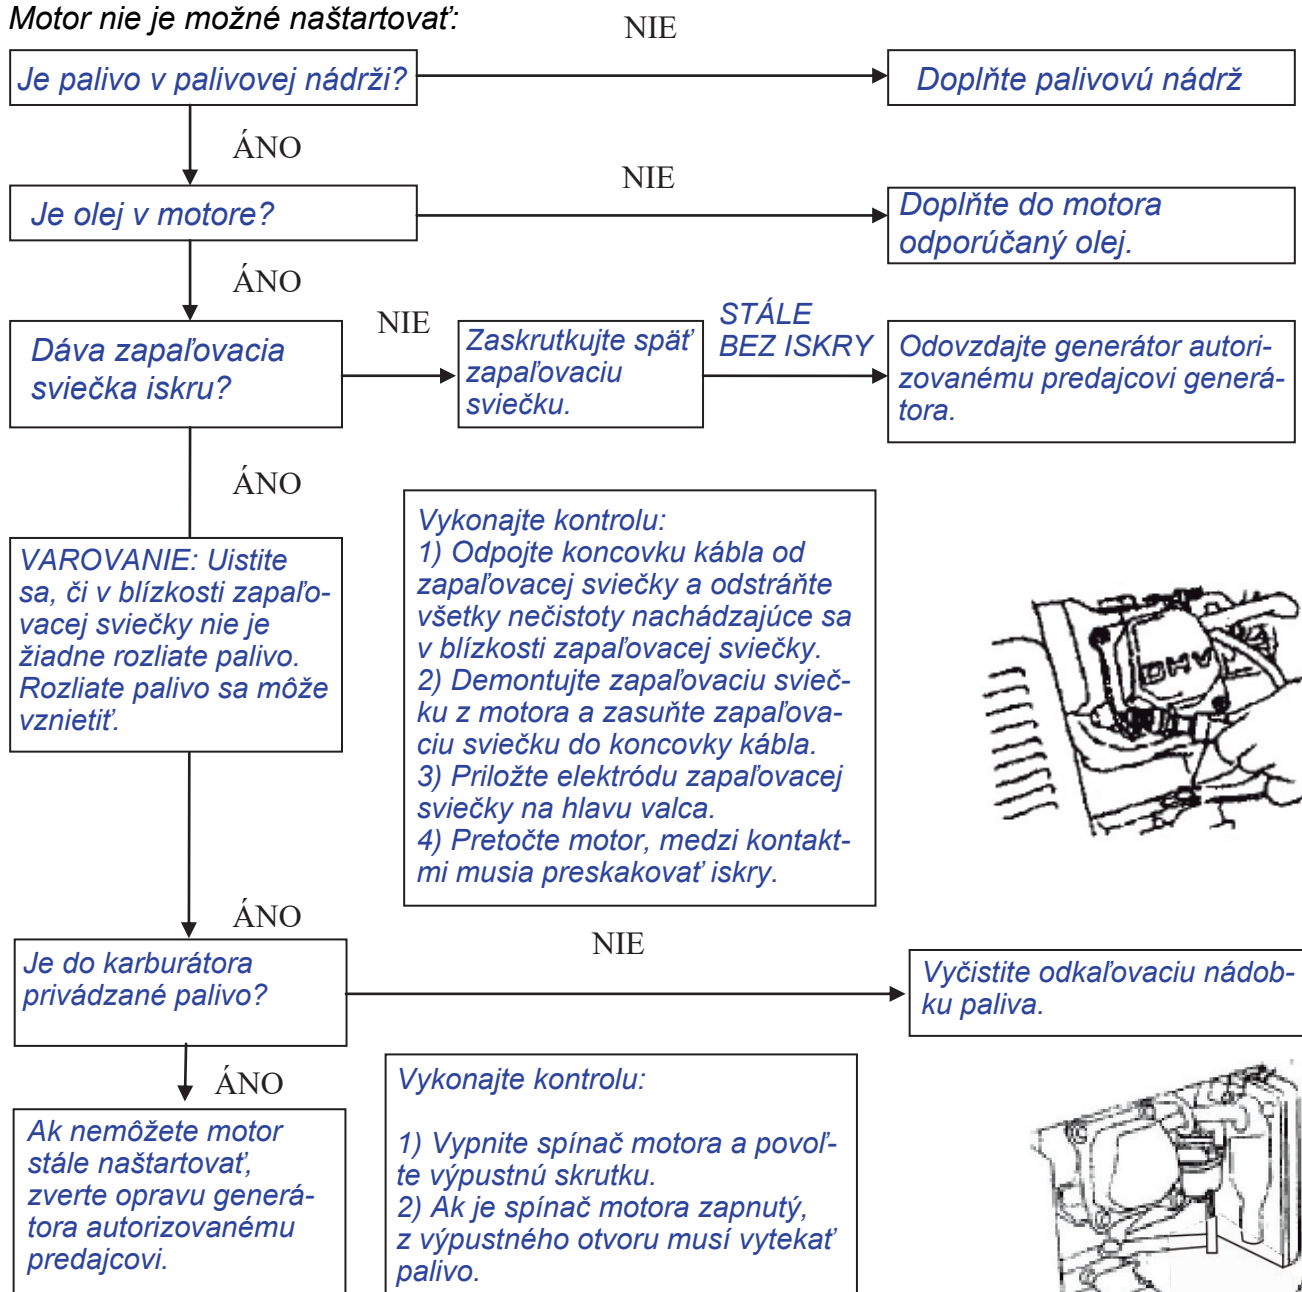 Motor nie je možné naštartovať:
NIE
Je palivo v palivovej nádrži?
Doplňte palivovú nádrž
ÁNO
NIE
Je olej v motore?
Doplňte do motora
odporúčaný olej.
ÁNO
Dáva zapaľovacia
sviečka iskru?
NIE
Zaskrutkujte späť
zapaľovaciu
sviečku.
STÁLE
BEZ ISKRY
Odovzdajte generátor autori-
zovanému predajcovi generá-
tora.
ÁNO
VAROVANIE: Uistite
sa, či v blízkosti zapaľo-
vacej sviečky nie je
žiadne rozliate palivo.
Rozliate palivo sa môže
vznietiť.
Vykonajte kontrolu:
1) Odpojte koncovku kábla od
zapaľovacej sviečky a odstráňte
všetky nečistoty nachádzajúce sa
v blízkosti zapaľovacej sviečky.
2) Demontujte zapaľovaciu svieč-
ku z motora a zasuňte zapaľova-
ciu sviečku do koncovky kábla.
3) Priložte elektródu zapaľovacej
sviečky na hlavu valca.
4) Pretočte motor, medzi kontakt-
mi musia preskakovať iskry.
OHV
ÁNO
NIE
Je do karburátora
privádzané palivo?
Vyčistite odkaľovaciu nádob-
ku paliva.
ÁNO
Ak nemôžete motor
stále naštartovať,
zverte opravu generá-
tora autorizovanému
predajcovi.
Vykonajte kontrolu:
1) Vypnite spínač motora a povoľ-
te výpustnú skrutku.
2) Ak je spínač motora zapnutý,
z výpustného otvoru musí vytekať
palivo.